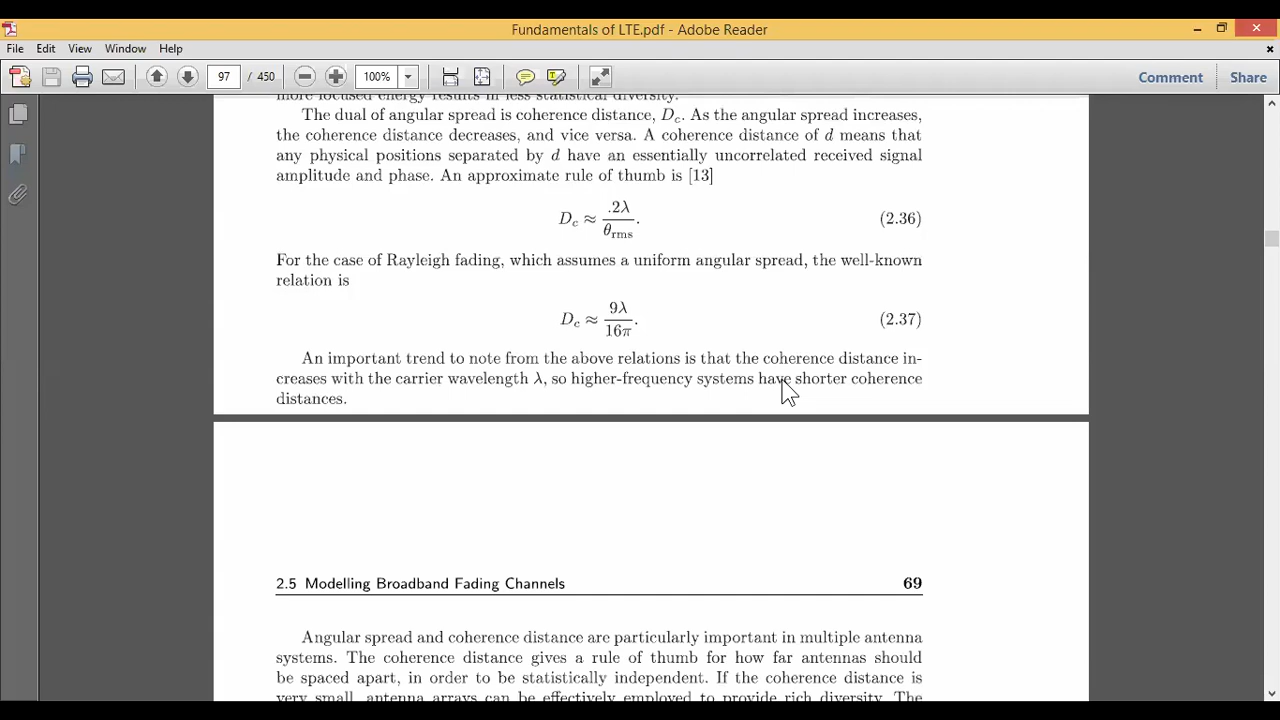 Fundamentals of LTE.pdf - Adobe Reader
File Edit View Window Help
97 / 450 100% Comment Share
more focused energy results in less statistical diversity.
The dual of angular spread is coherence distance, D_c. As the angular spread increases,
the coherence distance decreases, and vice versa. A coherence distance of d means that
any physical positions separated by d have an essentially uncorrelated received signal
amplitude and phase. An approximate rule of thumb is [13]
D_c ≈ .2λ / θ_rms. (2.36)
For the case of Rayleigh fading, which assumes a uniform angular spread, the well-known
relation is
D_c ≈ 9λ / 16π. (2.37)
An important trend to note from the above relations is that the coherence distance in-
creases with the carrier wavelength λ, so higher-frequency systems have shorter coherence
distances.
2.5 Modelling Broadband Fading Channels 69
Angular spread and coherence distance are particularly important in multiple antenna
systems. The coherence distance gives a rule of thumb for how far antennas should
be spaced apart, in order to be statistically independent. If the coherence distance is
very small, antenna arrays can be effectively employed to provide rich diversity. The